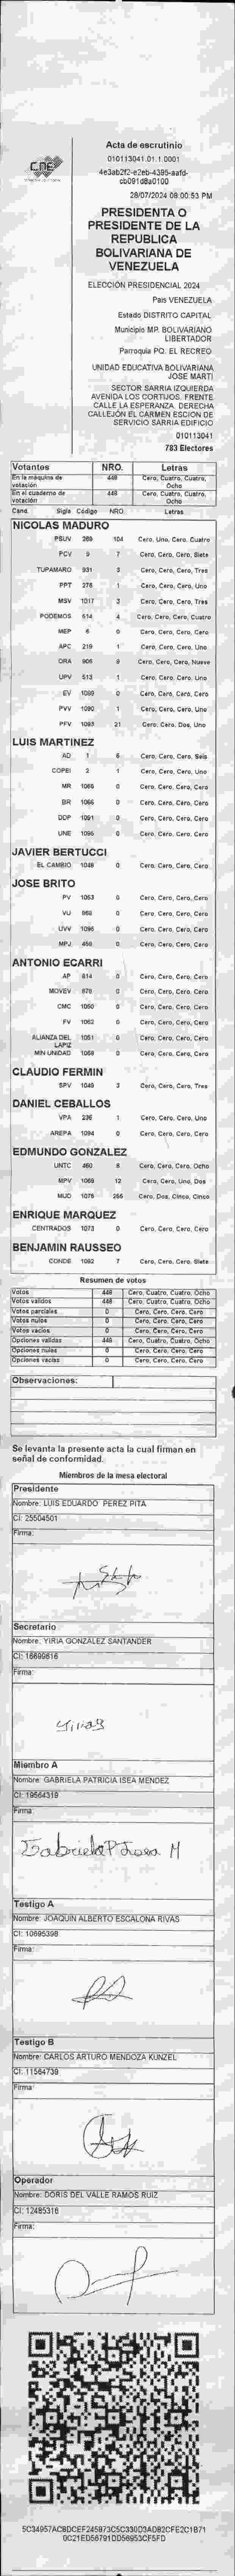 CNE
Acta de escrutinio
010113041.01.1.0001
4e3ab2f2-e2eb-4395-aafd-
cb091d8a0100
28/07/2024 08:00:53 PM
PRESIDENTA O
PRESIDENTE DE LA
REPUBLICA
BOLIVARIANA DE
VENEZUELA
ELECCIÓN PRESIDENCIAL 2024
País VENEZUELA
Estado DISTRITO CAPITAL
Municipio MP. BOLIVARIANO
LIBERTADOR
Parroquia PQ. EL RECREO
UNIDAD EDUCATIVA BOLIVARIANA
JOSE MARTI
SECTOR SARRIA IZQUIERDA
AVENIDA LOS CORTIJOS. FRENTE
CALLE LA ESPERANZA. DERECHA
CALLEJÓN EL CARMEN ESCION DE
SERVICIO SARRIA EDIFICIO
010113041
783 Electores
Votantes NRO. Letras
En la máquina de votación 448 Cero, Cuatro, Cuatro, Ocho
En el cuaderno de votación 448 Cero, Cuatro, Cuatro, Ocho
Cand. Sigla Código NRO. Letras
NICOLAS MADURO
PSUV 269 104 Cero, Uno, Cero, Cuatro
PCV 9 7 Cero, Cero, Cero, Siete
TUPAMARO 931 3 Cero, Cero, Cero, Tres
PPT 275 1 Cero, Cero, Cero, Uno
MSV 1017 3 Cero, Cero, Cero, Tres
PODEMOS 514 4 Cero, Cero, Cero, Cuatro
MEP 6 0 Cero, Cero, Cero, Cero
APC 219 1 Cero, Cero, Cero, Uno
ORA 906 9 Cero, Cero, Cero, Nueve
UPV 513 1 Cero, Cero, Cero, Uno
EV 1089 0 Cero, Cero, Cero, Cero
PVV 1090 1 Cero, Cero, Cero, Uno
PFV 1093 21 Cero, Cero, Dos, Uno
LUIS MARTINEZ
AD 1 6 Cero, Cero, Cero, Seis
COPEI 2 1 Cero, Cero, Cero, Uno
MR 1065 0 Cero, Cero, Cero, Cero
BR 1066 0 Cero, Cero, Cero, Cero
DDP 1091 0 Cero, Cero, Cero, Cero
UNE 1095 0 Cero, Cero, Cero, Cero
JAVIER BERTUCCI
EL CAMBIO 1048 0 Cero, Cero, Cero, Cero
JOSE BRITO
PV 1053 0 Cero, Cero, Cero, Cero
VU 968 0 Cero, Cero, Cero, Cero
UVV 1096 0 Cero, Cero, Cero, Cero
MPJ 459 0 Cero, Cero, Cero, Cero
ANTONIO ECARRI
AP 814 0 Cero, Cero, Cero, Cero
MOVEV 879 0 Cero, Cero, Cero, Cero
CMC 1050 0 Cero, Cero, Cero, Cero
FV 1062 0 Cero, Cero, Cero, Cero
ALIANZA DEL LAPIZ 1051 0 Cero, Cero, Cero, Cero
MIN UNIDAD 1068 0 Cero, Cero, Cero, Cero
CLAUDIO FERMIN
SPV 1049 3 Cero, Cero, Cero, Tres
DANIEL CEBALLOS
VPA 236 1 Cero, Cero, Cero, Uno
AREPA 1094 0 Cero, Cero, Cero, Cero
EDMUNDO GONZALEZ
UNTC 460 8 Cero, Cero, Cero, Ocho
MPV 1069 12 Cero, Cero, Uno, Dos
MUD 1075 255 Cero, Dos, Cinco, Cinco
ENRIQUE MARQUEZ
CENTRADOS 1073 0 Cero, Cero, Cero, Cero
BENJAMIN RAUSSEO
CONDE 1092 7 Cero, Cero, Cero, Siete
Resumen de votos
Votos 448 Cero, Cuatro, Cuatro, Ocho
Votos validos 448 Cero, Cuatro, Cuatro, Ocho
Votos parciales 0 Cero, Cero, Cero, Cero
Votos nulos 0 Cero, Cero, Cero, Cero
Votos vacios 0 Cero, Cero, Cero, Cero
Opciones validas 448 Cero, Cuatro, Cuatro, Ocho
Opciones nulas 0 Cero, Cero, Cero, Cero
Opciones vacias 0 Cero, Cero, Cero, Cero
Observaciones:
Se levanta la presente acta la cual firman en
señal de conformidad.
Miembros de la mesa electoral
Presidente
Nombre: LUIS EDUARDO PEREZ PITA
CI: 25504501
Firma:
Secretario
Nombre: YIRIA GONZALEZ SANTANDER
CI: 16699616
Firma:
Miembro A
Nombre: GABRIELA PATRICIA ISEA MENDEZ
CI: 19564319
Firma:
Gabriela P Isea M
Testigo A
Nombre: JOAQUIN ALBERTO ESCALONA RIVAS
CI: 10695398
Firma:
Testigo B
Nombre: CARLOS ARTURO MENDOZA KUNZEL
CI: 11564739
Firma:
Operador
Nombre: DORIS DEL VALLE RAMOS RUIZ
CI: 12485316
Firma:
5C34957ACBDCEF245873C5C330D3AD82CFE2C1B71
0C21ED56791DD56953CF5FD